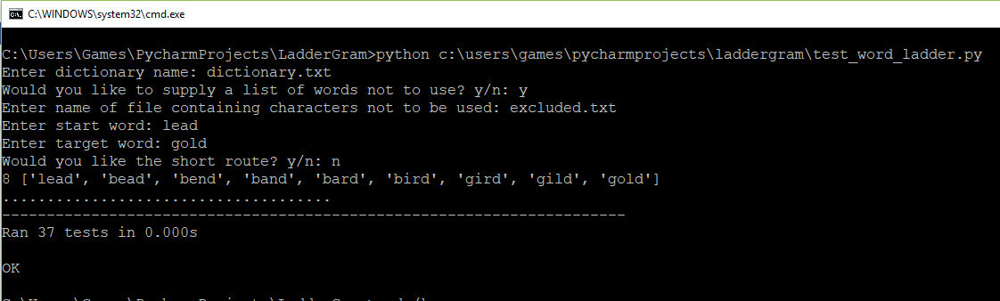 C:\WINDOWS\system32\cmd.exe
C:\Users\Games\PycharmProjects\LadderGram>python c:\users\games\pycharmprojects\laddergram\test_word_ladder.py
Enter dictionary name: dictionary.txt
Would you like to supply a list of words not to use? y/n: y
Enter name of file containing characters not to be used: excluded.txt
Enter start word: lead
Enter target word: gold
Would you like the short route? y/n: n
8 ['lead', 'bead', 'bend', 'band', 'bard', 'bird', 'gird', 'gild', 'gold']
.....................................
----------------------------------------------------------------------
Ran 37 tests in 0.000s
OK